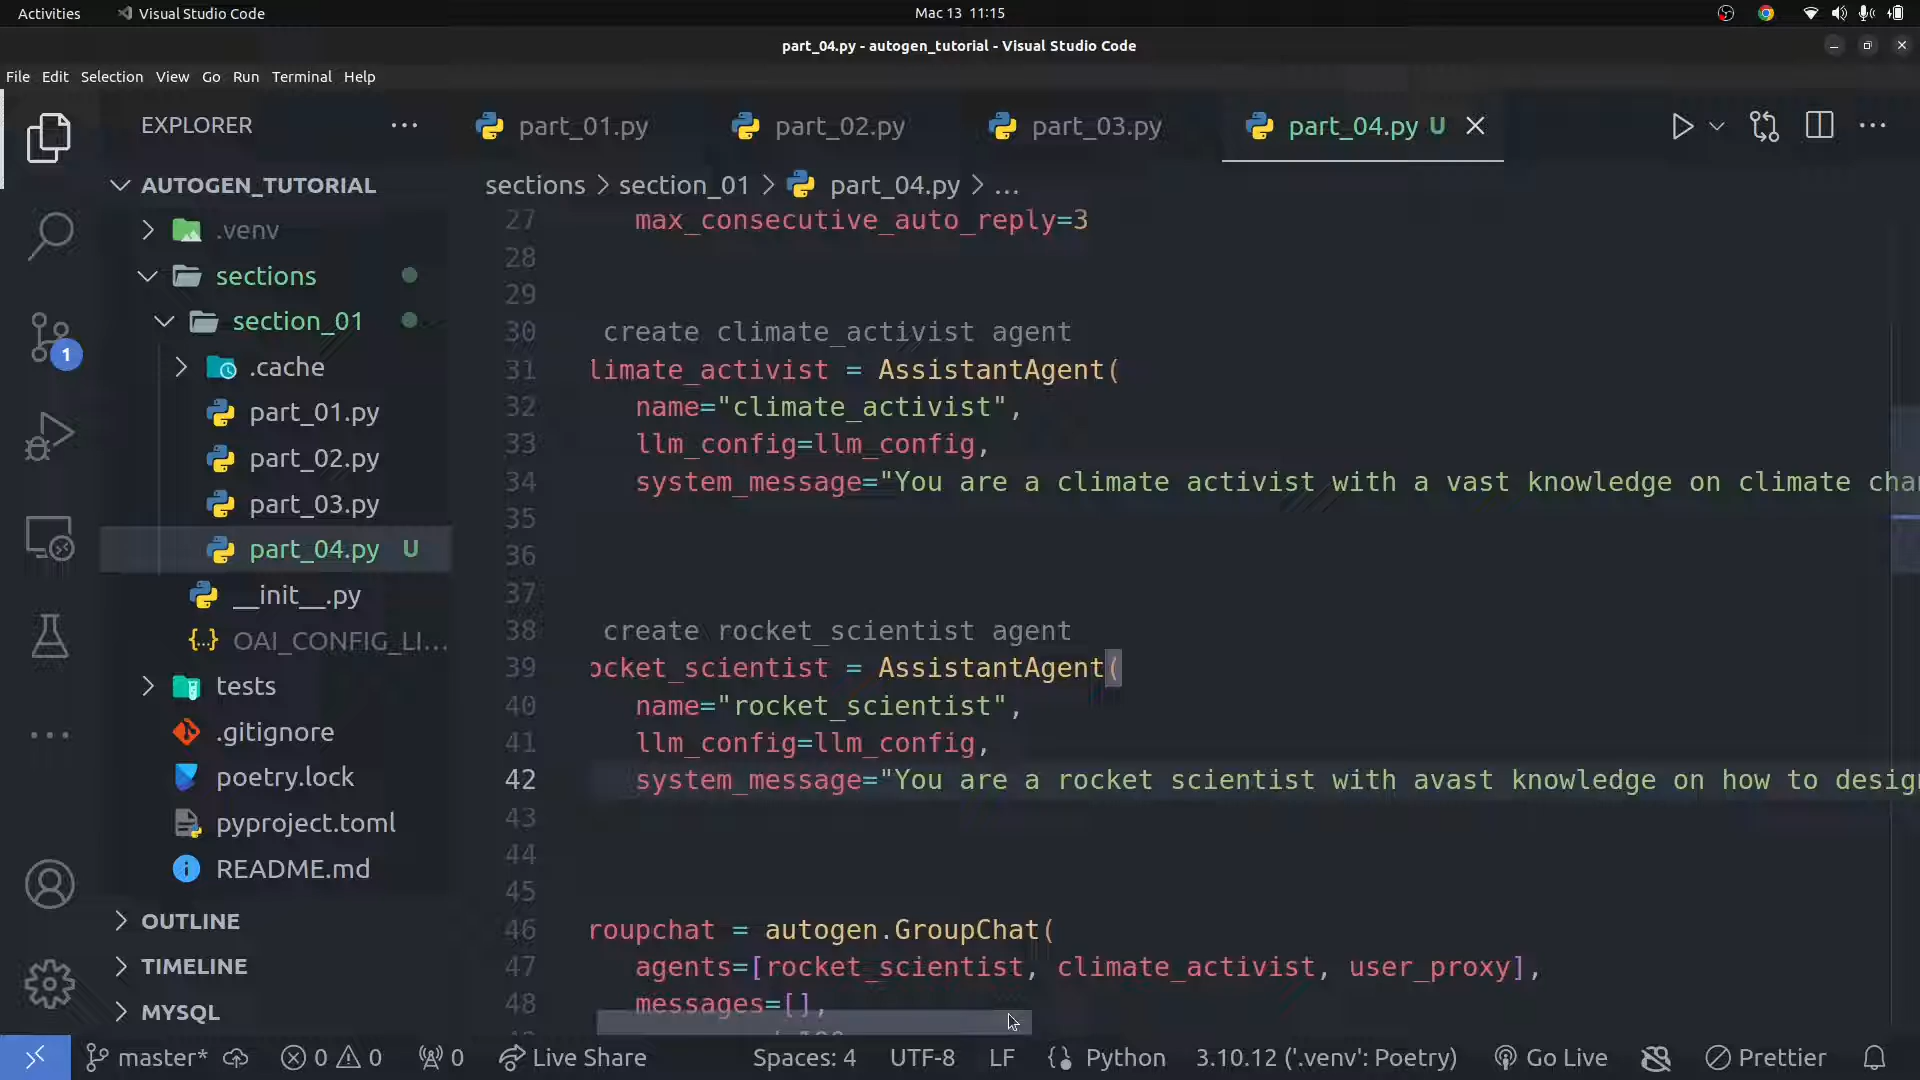 Activities Visual Studio Code Mac 13 11:15
part_04.py - autogen_tutorial - Visual Studio Code
File Edit Selection View Go Run Terminal Help
EXPLORER
part_01.py part_02.py part_03.py part_04.py U
AUTOGEN_TUTORIAL
sections > section_01 > part_04.py > ...
.venv
sections
section_01
.cache
part_01.py
part_02.py
part_03.py
part_04.py U
__init__.py
{..} OAI_CONFIG_LI...
tests
.gitignore
poetry.lock
pyproject.toml
README.md
OUTLINE
TIMELINE
MYSQL
1
27 max_consecutive_auto_reply=3
28
29
30 create climate_activist agent
31 limate_activist = AssistantAgent(
32 name="climate_activist",
33 llm_config=llm_config,
34 system_message="You are a climate activist with a vast knowledge on climate cha
35
36
37
38 create rocket_scientist agent
39 ocket_scientist = AssistantAgent(
40 name="rocket_scientist",
41 llm_config=llm_config,
42 system_message="You are a rocket scientist with avast knowledge on how to design
43
44
45
46 roupchat = autogen.GroupChat(
47 agents=[rocket_scientist, climate_activist, user_proxy],
48 messages=[],
master* 0 0 0 Live Share Spaces: 4 UTF-8 LF Python 3.10.12 ('.venv': Poetry) Go Live Prettier